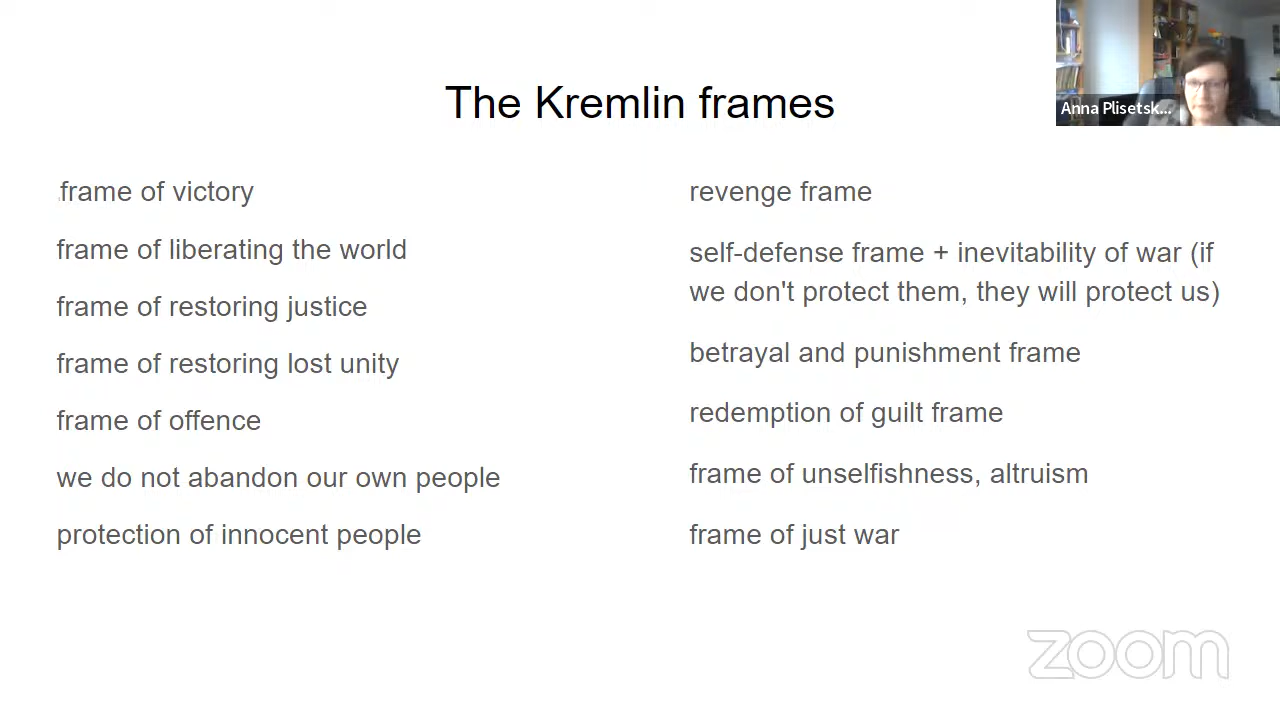 The Kremlin frames
Anna Plisetsk...
.frame of victory
frame of liberating the world
frame of restoring justice
frame of restoring lost unity
frame of offence
we do not abandon our own people
protection of innocent people
revenge frame
self-defense frame + inevitability of war (if
we don't protect them, they will protect us)
betrayal and punishment frame
redemption of guilt frame
frame of unselfishness, altruism
frame of just war
zoom